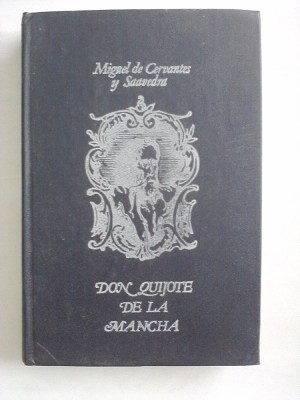 Miguel de Cervantes
y Saavedra
DON QUIJOTE
DE LA
MANCHA